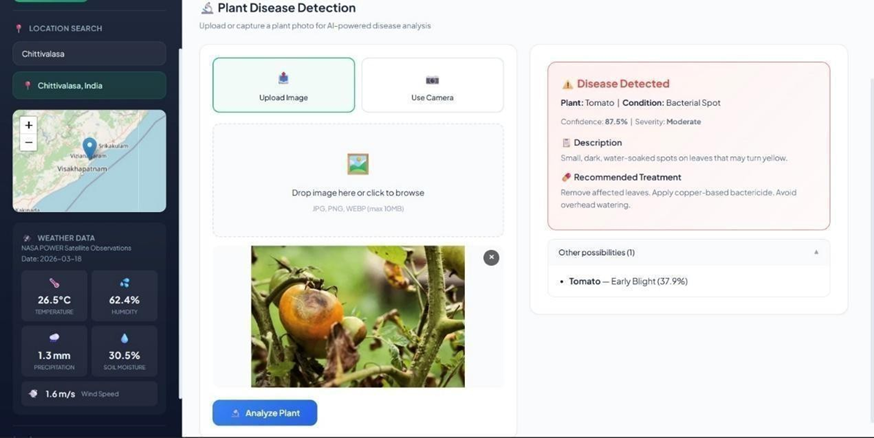 LOCATION SEARCH
Chittivalasa
Chittivalasa, India
+
−
Srikakulam
Visakhapatnam
WEATHER DATA
NASA POWER Satellite Observations
Date: 2026-03-18
26.5°C
TEMPERATURE
62.4%
HUMIDITY
1.3 mm
PRECIPITATION
30.5%
SOIL MOISTURE
1.6 m/s Wind Speed
Plant Disease Detection
Upload or capture a plant photo for AI-powered disease analysis
Upload Image
Use Camera
Drop image here or click to browse
JPG, PNG, WEBP (max 10MB)
Analyze Plant
Disease Detected
Plant: Tomato | Condition: Bacterial Spot
Confidence: 87.5% | Severity: Moderate
Description
Small, dark, water-soaked spots on leaves that may turn yellow.
Recommended Treatment
Remove affected leaves. Apply copper-based bactericide. Avoid
overhead watering.
Other possibilities (1)
• Tomato — Early Blight (37.9%)